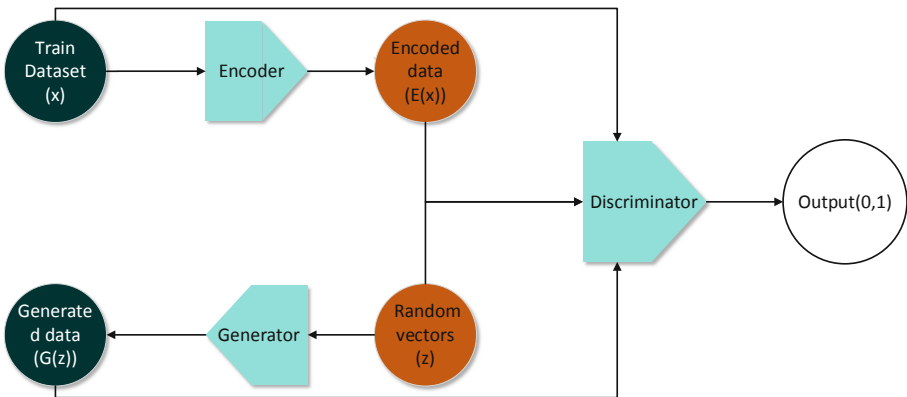 Train
Dataset
(x)
Encoder
Encoded
data
(E(x))
Discriminator
Output(0,1)
Generate
d data
(G(z))
Generator
Random
vectors
(z)